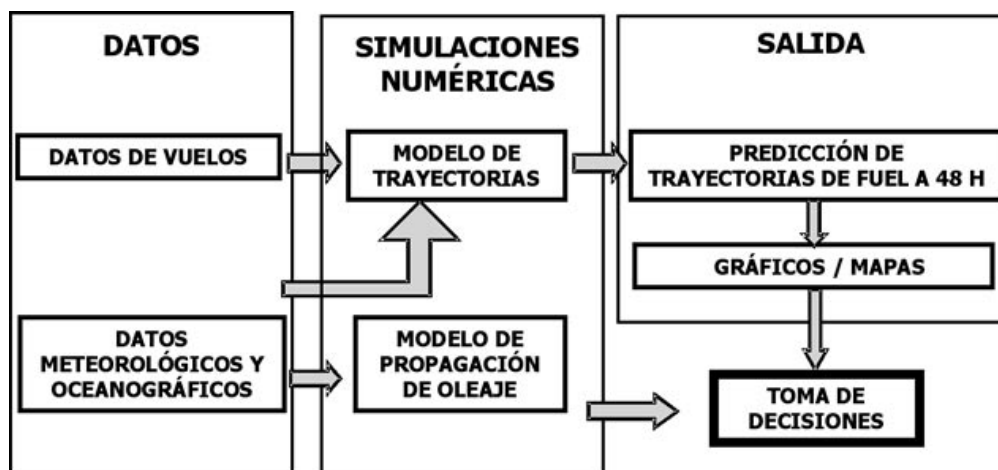 DATOS
DATOS DE VUELOS
DATOS
METEOROLÓGICOS Y
OCEANOGRÁFICOS
SIMULACIONES
NUMÉRICAS
MODELO DE
TRAYECTORIAS
MODELO DE
PROPAGACIÓN
DE OLEAJE
SALIDA
PREDICCIÓN DE
TRAYECTORIAS DE FUEL A 48 H
GRÁFICOS / MAPAS
TOMA DE
DECISIONES